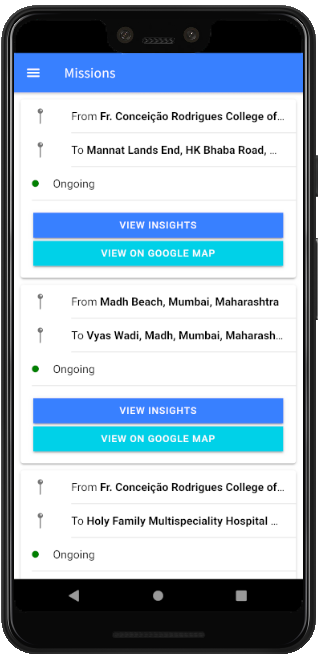 Missions
From Fr. Conceição Rodrigues College of...
To Mannat Lands End, HK Bhaba Road, ...
Ongoing
VIEW INSIGHTS
VIEW ON GOOGLE MAP
From Madh Beach, Mumbai, Maharashtra
To Vyas Wadi, Madh, Mumbai, Maharash...
Ongoing
VIEW INSIGHTS
VIEW ON GOOGLE MAP
From Fr. Conceição Rodrigues College of...
To Holy Family Multispeciality Hospital ...
Ongoing